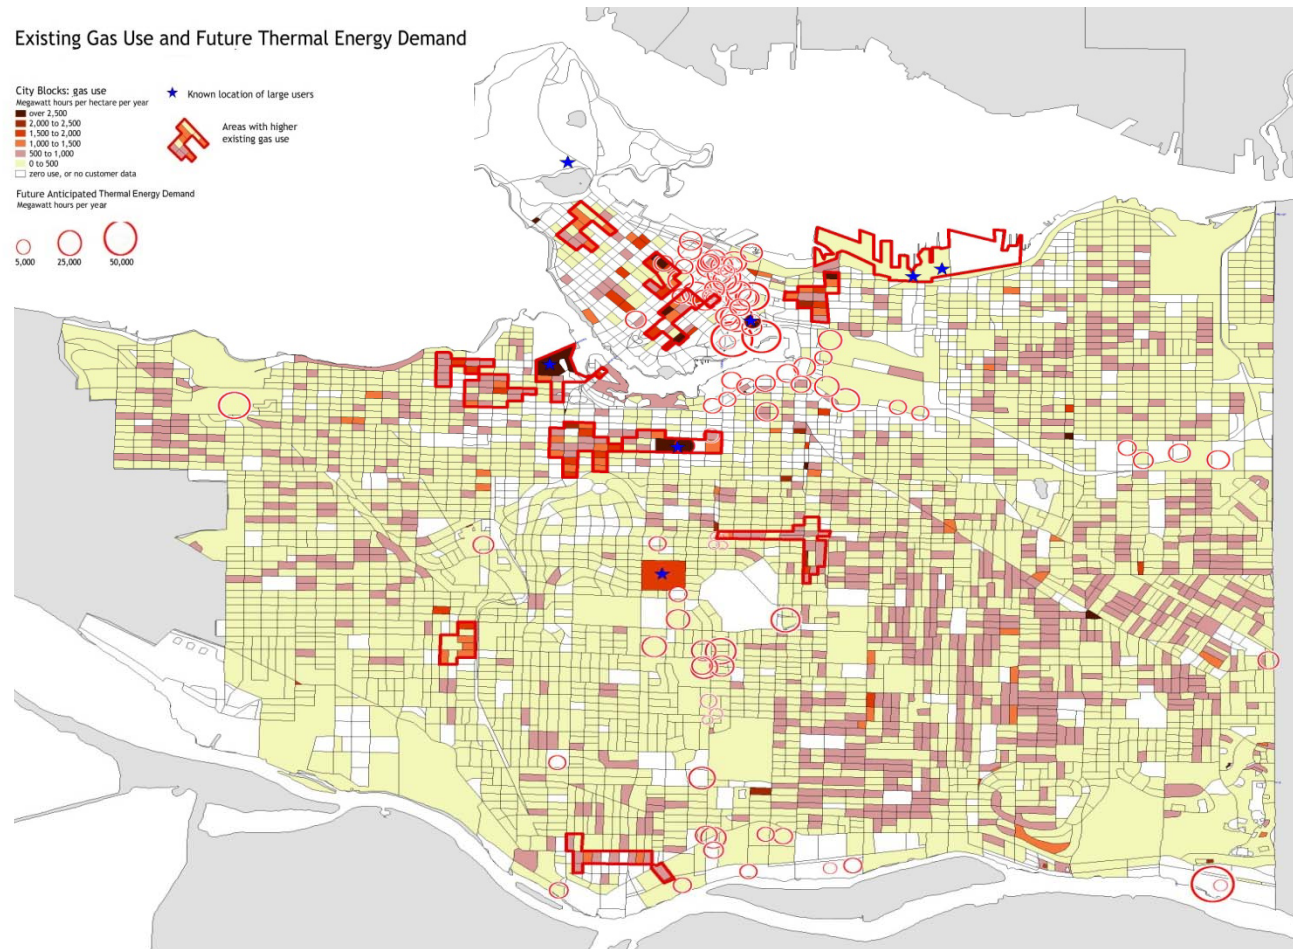 Existing Gas Use and Future Thermal Energy Demand
City Blocks: gas use
Megawatt hours per hectare per year
over 2,500
2,000 to 2,500
1,500 to 2,000
1,000 to 1,500
500 to 1,000
0 to 500
zero use, or no customer data
Known location of large users
Areas with higher
existing gas use
Future Anticipated Thermal Energy Demand
Megawatt hours per year
5,000
25,000
50,000